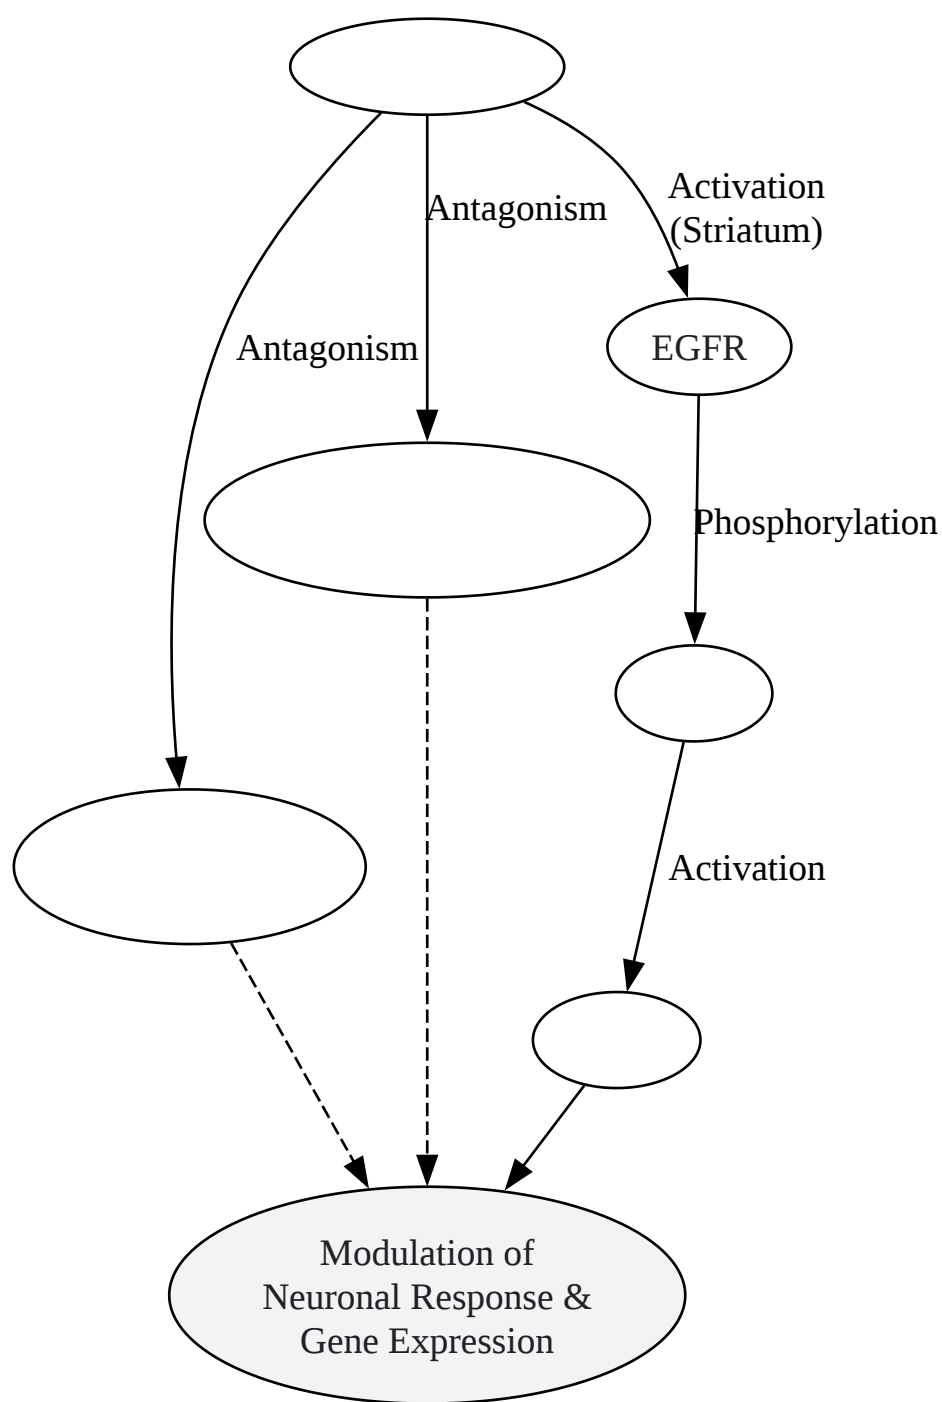 Antagonism
Activation
(Striatum)
Antagonism
EGFR
Phosphorylation
Activation
Modulation of
Neuronal Response &
Gene Expression